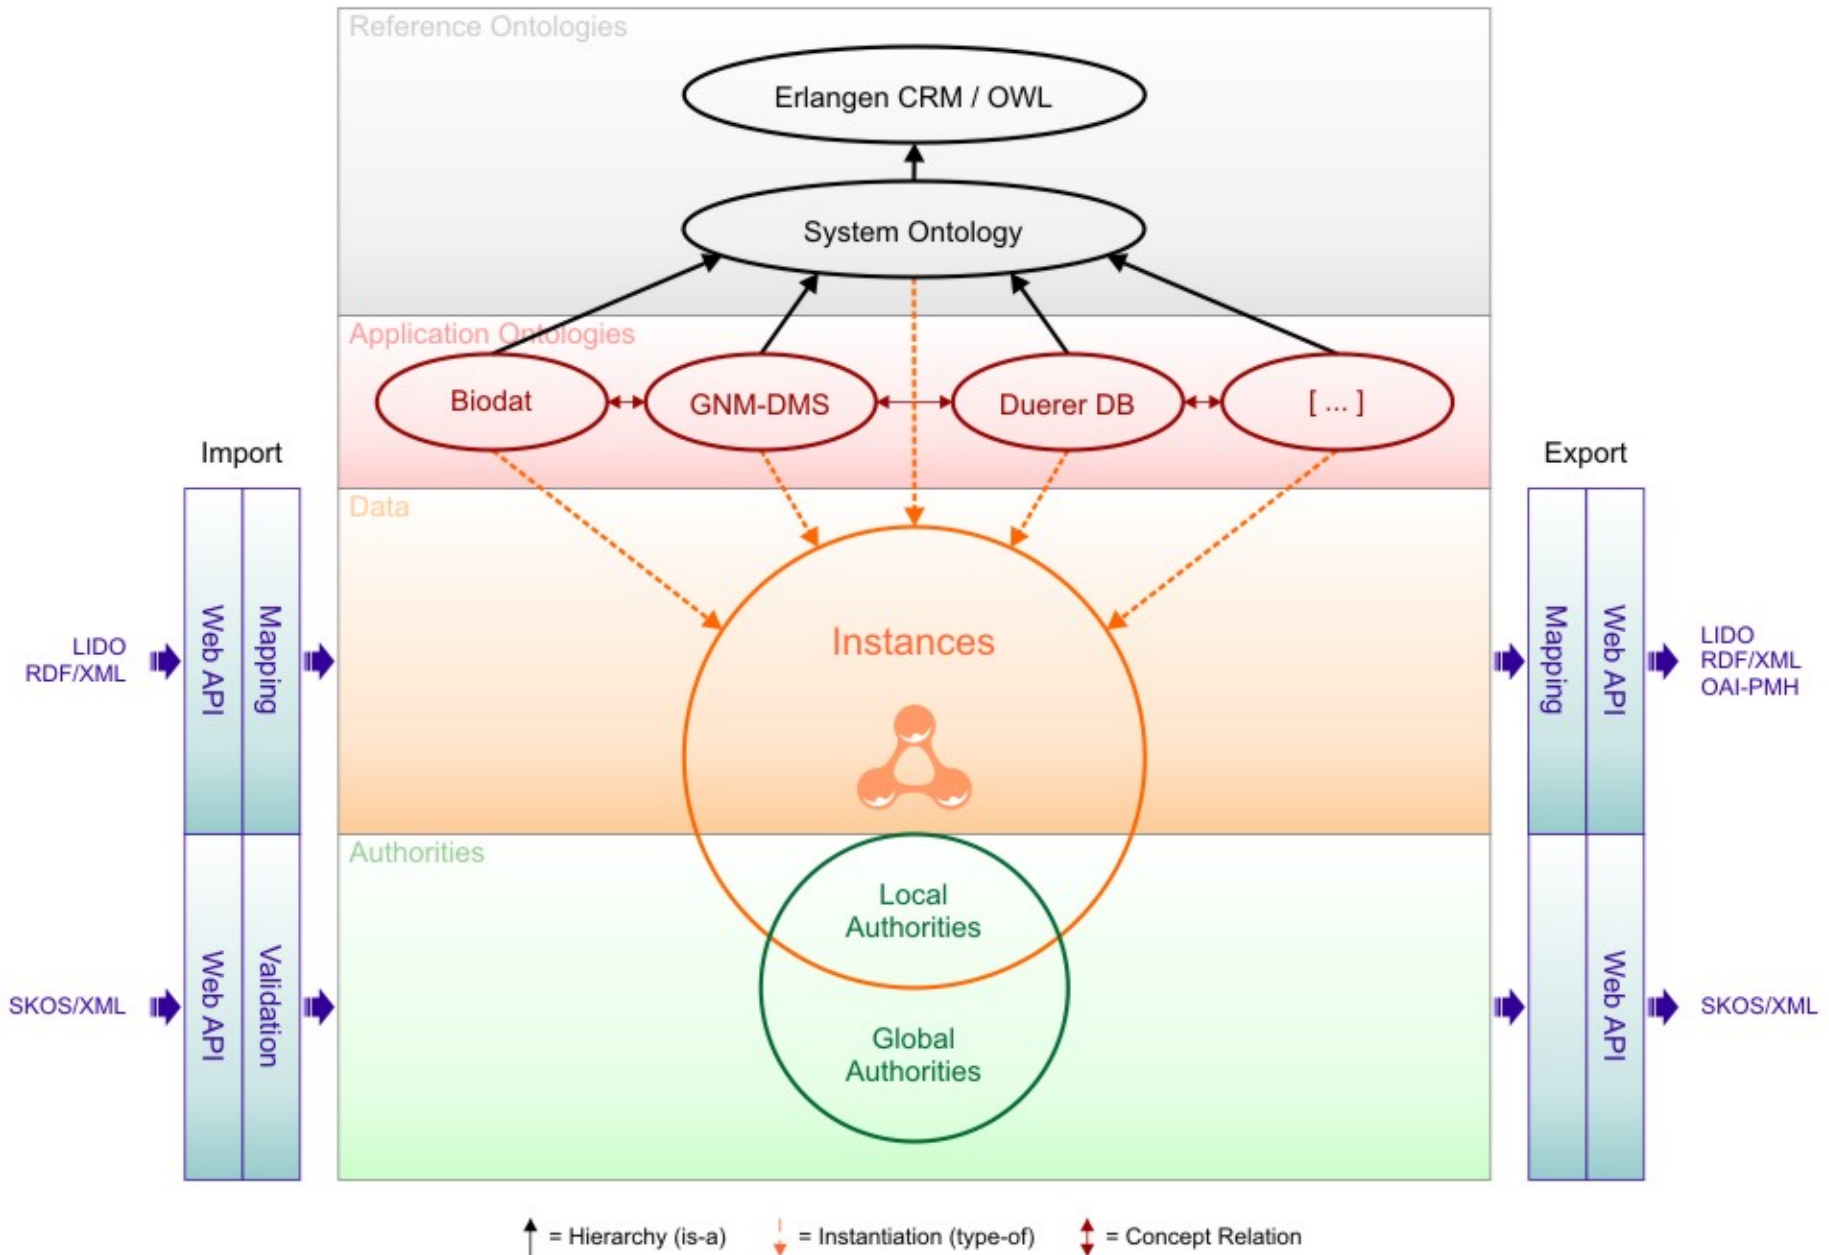 Reference Ontologies
Erlangen CRM / OWL
System Ontology
Application Ontologies
Biodat
GNM-DMS
Duerer DB
[ ... ]
Import
Export
Data
Web API
Mapping
LIDO
RDF/XML
Instances
Mapping
Web API
LIDO
RDF/XML
OAI-PMH
Authorities
Local
Authorities
Web API
Validation
SKOS/XML
Global
Authorities
Web API
SKOS/XML
= Hierarchy (is-a)
= Instantiation (type-of)
= Concept Relation